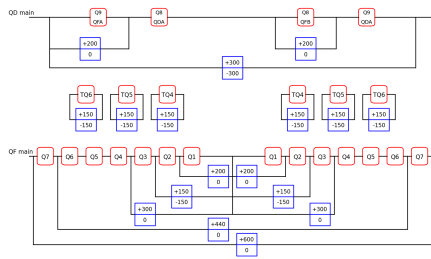 QD main
Q9
QFA
Q8
QDA
Q8
QFB
Q9
QDA
+200
0
+200
0
+300
-300
TQ6
TQ5
TQ4
TQ4
TQ5
TQ6
+150
-150
+150
-150
+150
-150
+150
-150
+150
-150
+150
-150
QF main
Q7
Q6
Q5
Q4
Q3
Q2
Q1
Q1
Q2
Q3
Q4
Q5
Q6
Q7
+200
0
+200
0
+150
-150
+150
-150
+300
0
+300
0
+440
0
+600
0